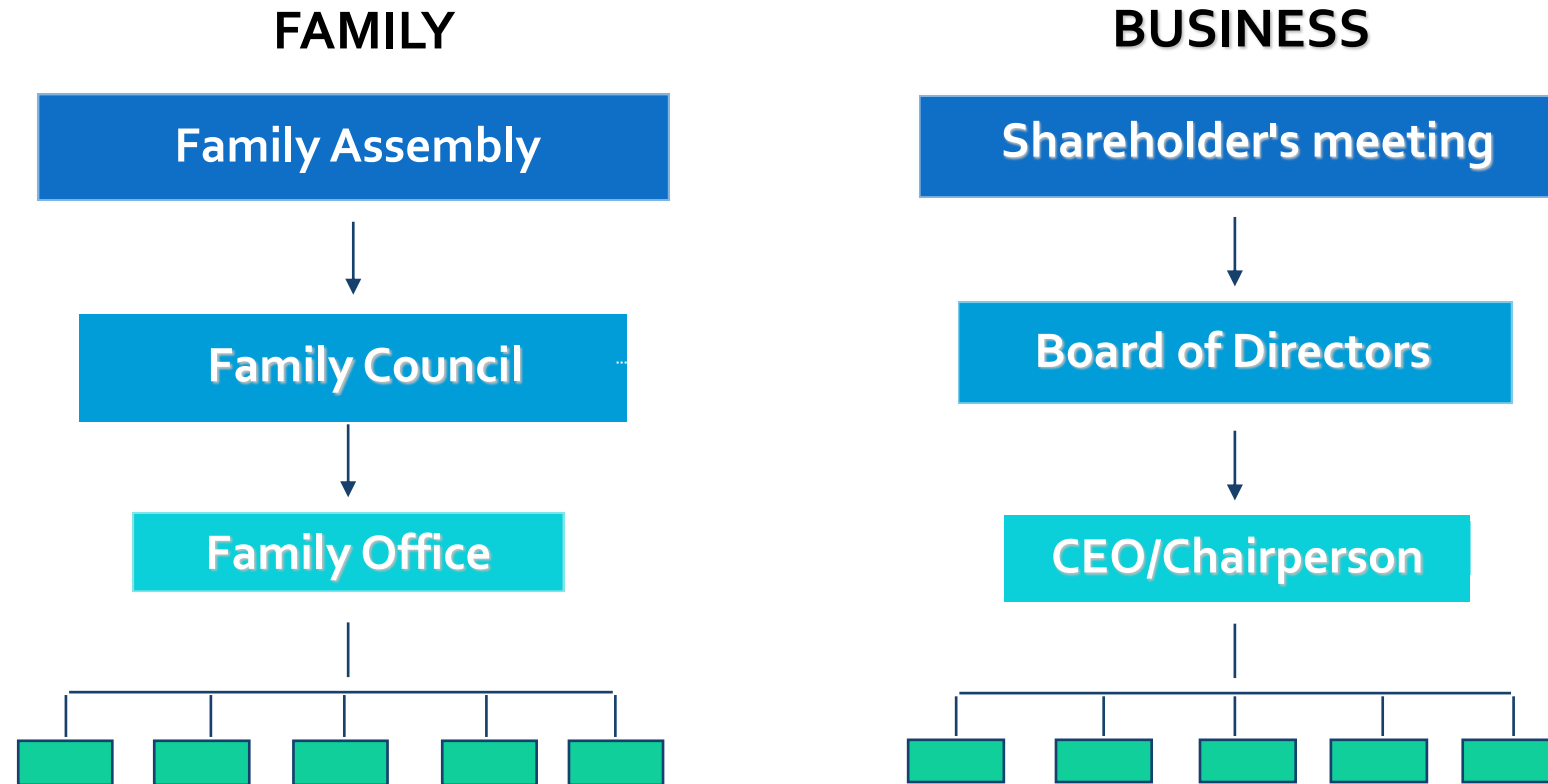 FAMILY
Family Assembly
Family Council
...
Family Office
BUSINESS
Shareholder's meeting
Board of Directors
CEO/Chairperson